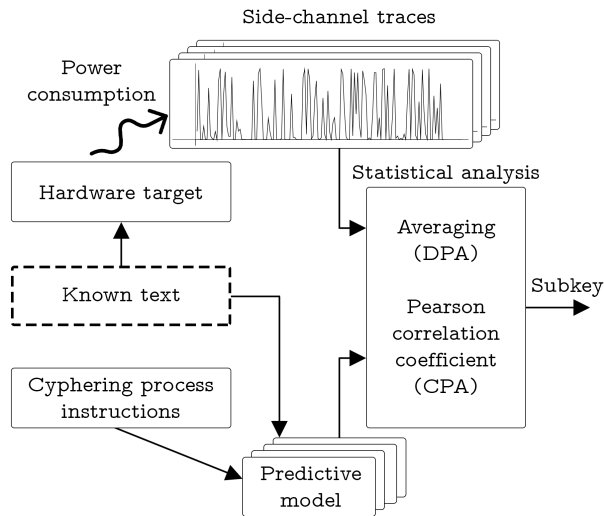 Side-channel traces
Power
consumption
Hardware target
Statistical analysis
Averaging
(DPA)
Known text
Subkey
Pearson
correlation
coefficient
(CPA)
Cyphering process
instructions
Predictive
model